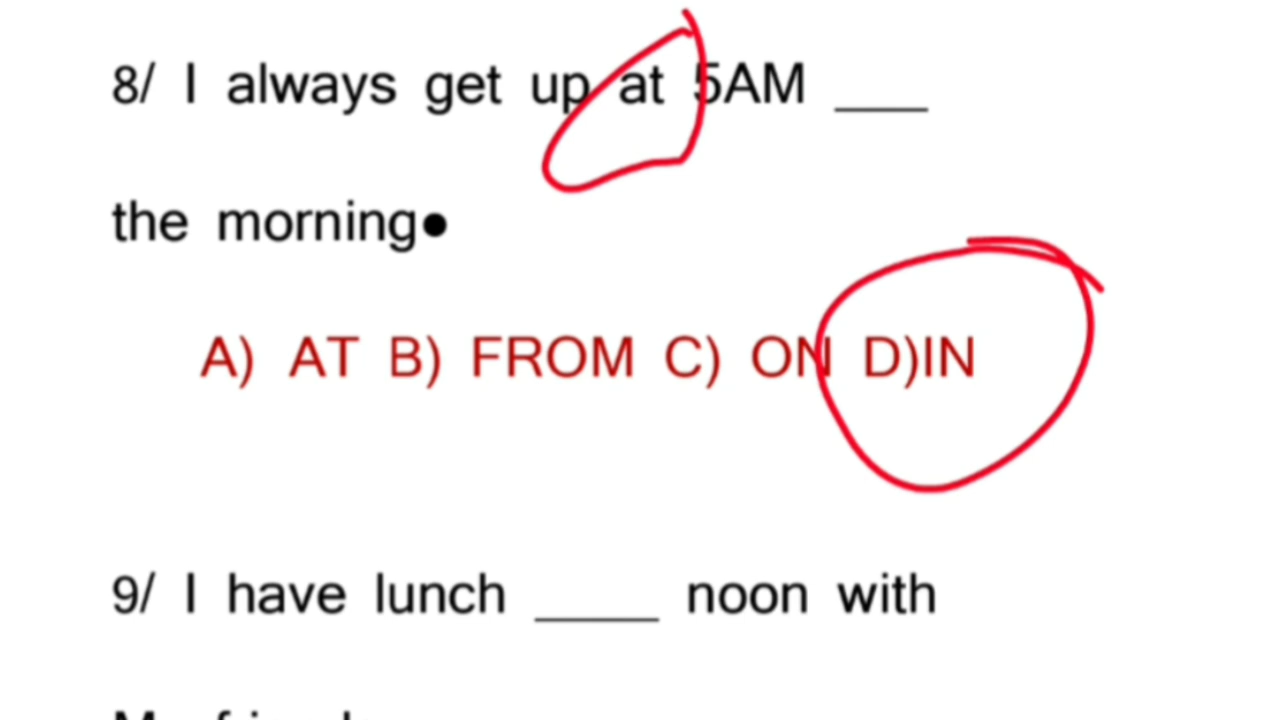 8/ I always get up at 5AM ___
the morning●
A) AT B) FROM C) ON D)IN
9/ I have lunch ____ noon with